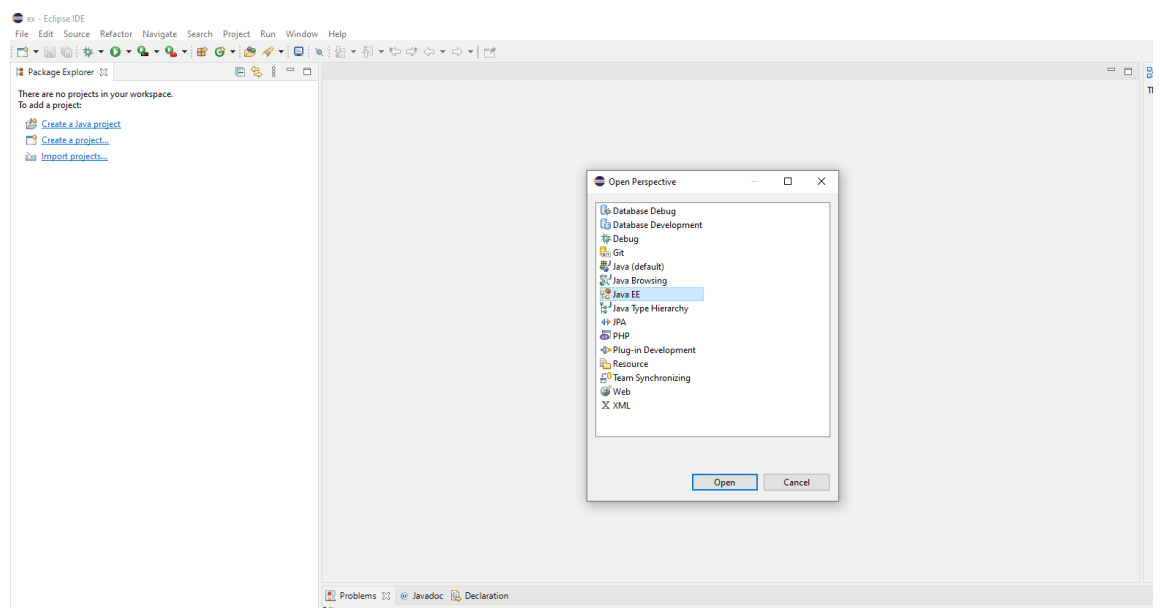 ex - Eclipse IDE
File Edit Source Refactor Navigate Search Project Run Window Help
Package Explorer
There are no projects in your workspace.
To add a project:
Create a Java project
Create a project...
Import projects...
Open Perspective
Database Debug
Database Development
Debug
Git
Java (default)
Java Browsing
Java EE
Java Type Hierarchy
JPA
PHP
Plug-in Development
Resource
Team Synchronizing
Web
XML
Open Cancel
Problems Javadoc Declaration